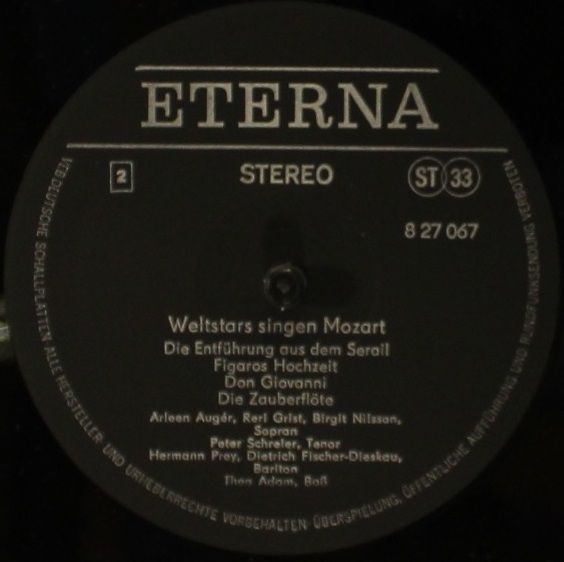 ETERNA
2
STEREO
ST 33
8 27 067
Weltstars singen Mozart
Die Entführung aus dem Serail
Figaros Hochzeit
Don Giovanni
Die Zauberflöte
Arleen Augér, Reri Grist, Birgit Nilsson,
Sopran
Peter Schreier, Tenor
Hermann Prey, Dietrich Fischer-Dieskau,
Bariton
Theo Adam, Baß
VEB DEUTSCHE SCHALLPLATTEN ALLE HERSTELLER UND URHEBERRECHTE VORBEHALTEN ÜBERSPIELUNG, ÖFFENTLICHE AUFFÜHRUNG UND RUNDFUNKSENDUNG VERBOTEN